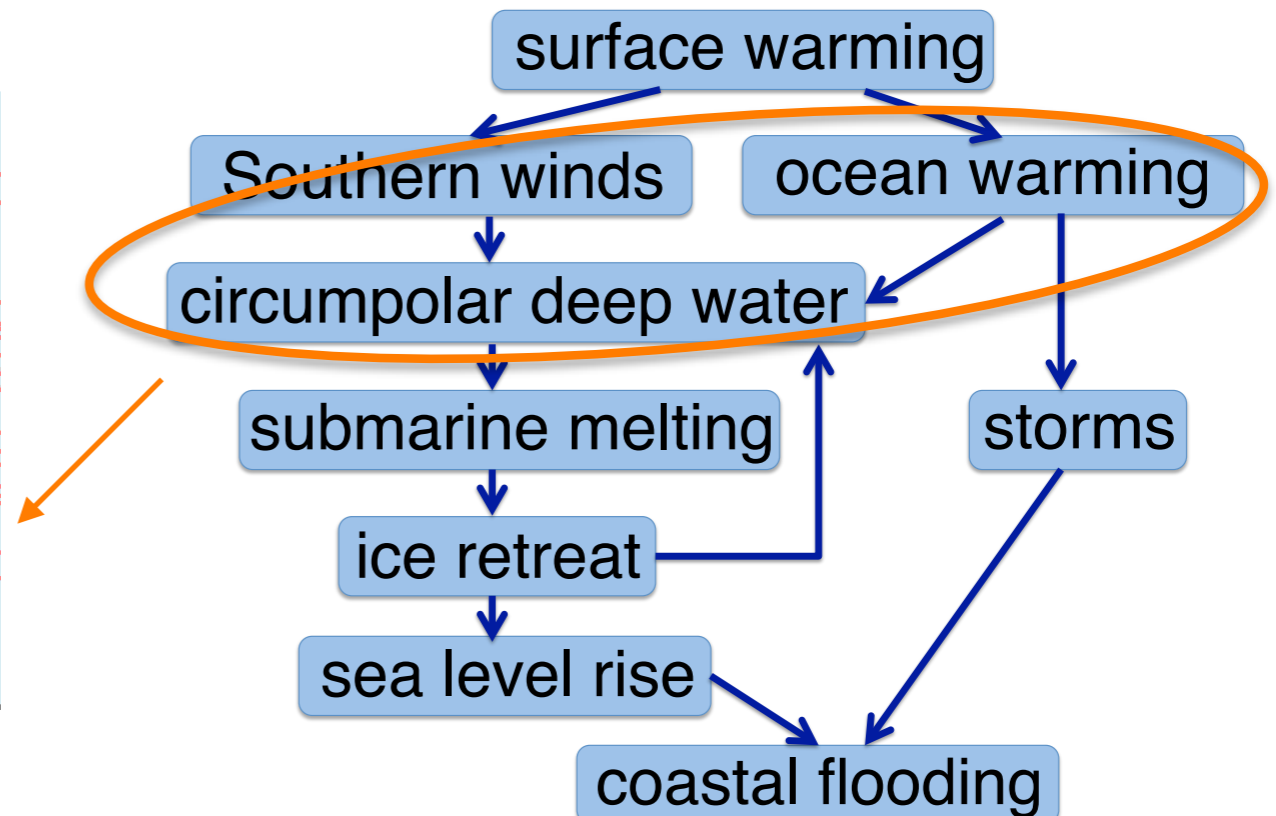 surface warming
Southern winds
ocean warming
circumpolar deep water
submarine melting
storms
ice retreat
sea level rise
coastal flooding